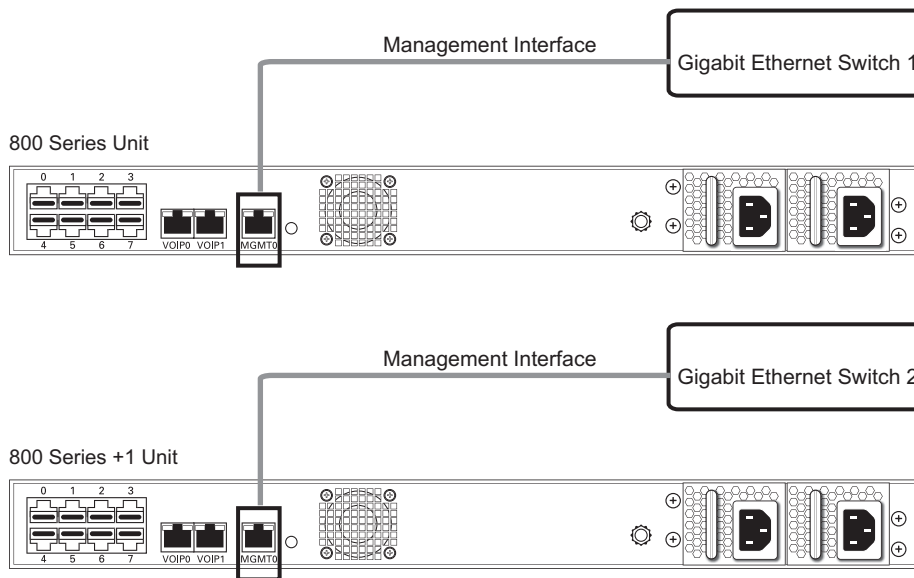 Management Interface
Gigabit Ethernet Switch 1
800 Series Unit
0 1 2 3
4 5 6 7
VOIP0 VOIP1 MGMT0
Management Interface
Gigabit Ethernet Switch 2
800 Series +1 Unit
0 1 2 3
4 5 6 7
VOIP0 VOIP1 MGMT0